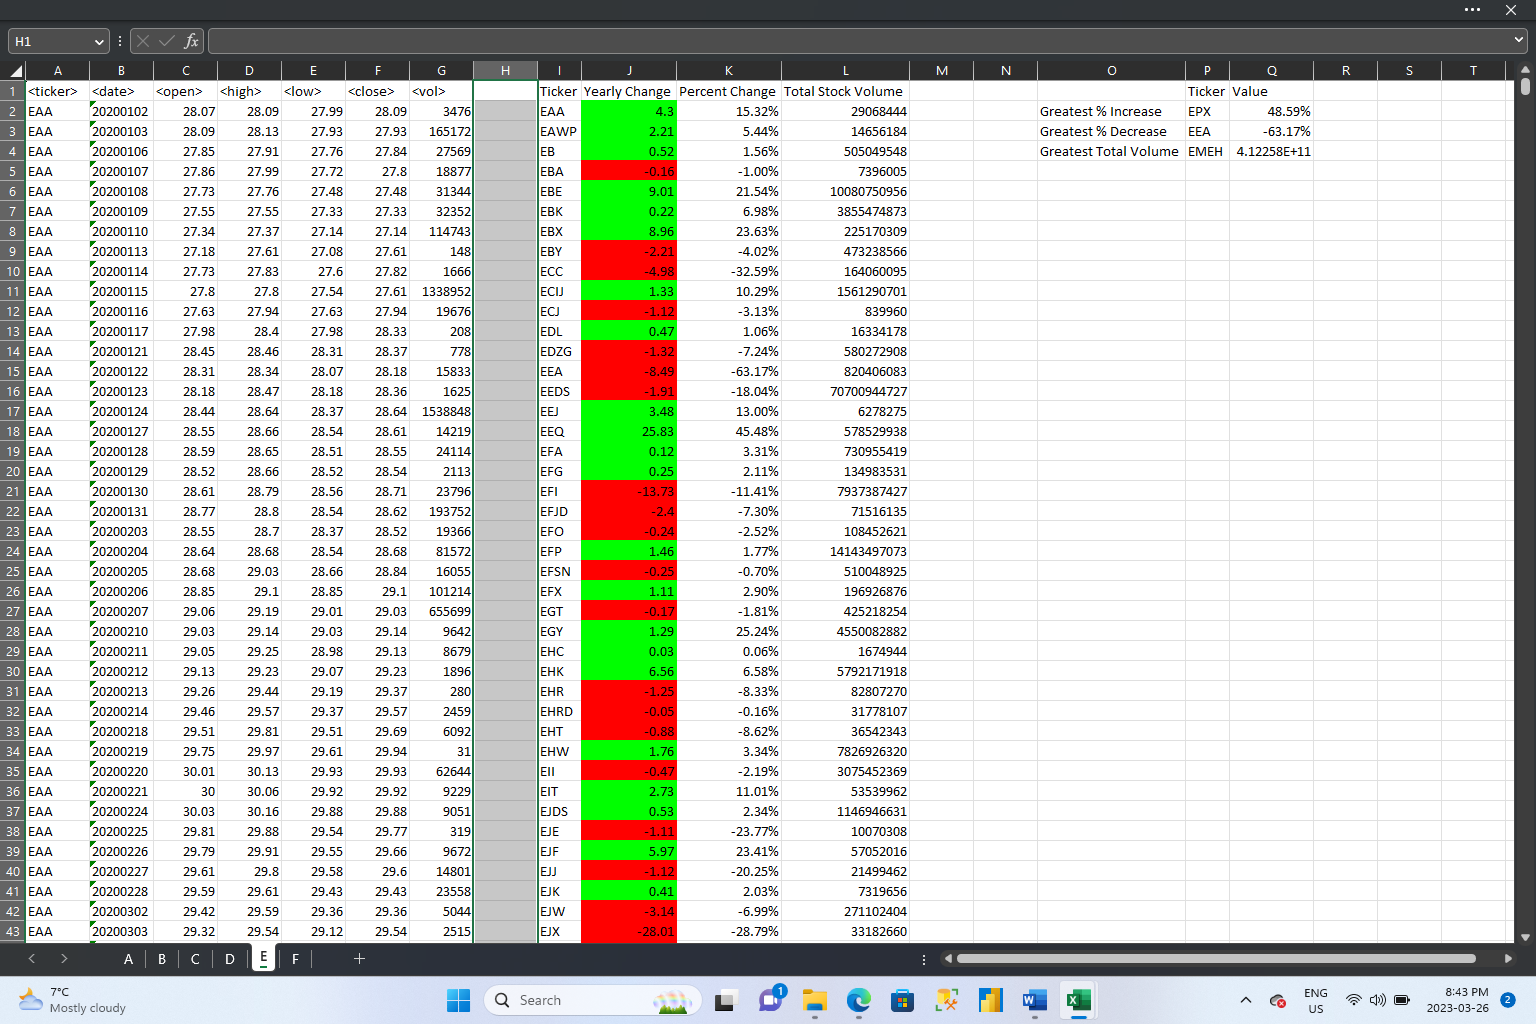 H1 fx
A B C D E F G H I J K L M N O P Q R S T
1 <ticker> <date> <open> <high> <low> <close> <vol> Ticker Yearly Change Percent Change Total Stock Volume Ticker Value
2 EAA 20200102 28.07 28.09 27.99 28.09 3476 EAA 4.3 15.32% 29068444 Greatest % Increase EPX 48.59%
3 EAA 20200103 28.09 28.13 27.93 27.93 165172 EAWP 2.21 5.44% 14656184 Greatest % Decrease EEA -63.17%
4 EAA 20200106 27.85 27.91 27.76 27.84 27569 EB 0.52 1.56% 505049548 Greatest Total Volume EMEH 4.12258E+11
5 EAA 20200107 27.86 27.99 27.72 27.8 18877 EBA -0.16 -1.00% 7396005
6 EAA 20200108 27.73 27.76 27.48 27.48 31344 EBE 9.01 21.54% 10080750956
7 EAA 20200109 27.55 27.55 27.33 27.33 32352 EBK 0.22 6.98% 3855474873
8 EAA 20200110 27.34 27.37 27.14 27.14 114743 EBX 8.96 23.63% 225170309
9 EAA 20200113 27.18 27.61 27.08 27.61 148 EBY -2.21 -4.02% 473238566
10 EAA 20200114 27.73 27.83 27.6 27.82 1666 ECC -4.98 -32.59% 164060095
11 EAA 20200115 27.8 27.8 27.54 27.61 1338952 ECIJ 1.33 10.29% 1561290701
12 EAA 20200116 27.63 27.94 27.63 27.94 19676 ECJ -1.12 -3.13% 839960
13 EAA 20200117 27.98 28.4 27.98 28.33 208 EDL 0.47 1.06% 16334178
14 EAA 20200121 28.45 28.46 28.31 28.37 778 EDZG -1.32 -7.24% 580272908
15 EAA 20200122 28.31 28.34 28.07 28.18 15833 EEA -8.49 -63.17% 820406083
16 EAA 20200123 28.18 28.47 28.18 28.36 1625 EEDS -1.91 -18.04% 70700944727
17 EAA 20200124 28.44 28.64 28.37 28.64 1538848 EEJ 3.48 13.00% 6278275
18 EAA 20200127 28.55 28.66 28.54 28.61 14219 EEQ 25.83 45.48% 578529938
19 EAA 20200128 28.59 28.65 28.51 28.55 24114 EFA 0.12 3.31% 730955419
20 EAA 20200129 28.52 28.66 28.52 28.54 2113 EFG 0.25 2.11% 134983531
21 EAA 20200130 28.61 28.79 28.56 28.71 23796 EFI -13.73 -11.41% 7937387427
22 EAA 20200131 28.77 28.8 28.54 28.62 193752 EFJD -2.4 -7.30% 71516135
23 EAA 20200203 28.55 28.7 28.37 28.52 19366 EFO -0.24 -2.52% 108452621
24 EAA 20200204 28.64 28.68 28.54 28.68 81572 EFP 1.46 1.77% 14143497073
25 EAA 20200205 28.68 29.03 28.66 28.84 16055 EFSN -0.25 -0.70% 510048925
26 EAA 20200206 28.85 29.1 28.85 29.1 101214 EFX 1.11 2.90% 196926876
27 EAA 20200207 29.06 29.19 29.01 29.03 655699 EGT -0.17 -1.81% 425218254
28 EAA 20200210 29.03 29.14 29.03 29.14 9642 EGY 1.29 25.24% 4550082882
29 EAA 20200211 29.05 29.25 28.98 29.13 8679 EHC 0.03 0.06% 1674944
30 EAA 20200212 29.13 29.23 29.07 29.23 1896 EHK 6.56 6.58% 5792171918
31 EAA 20200213 29.26 29.44 29.19 29.37 280 EHR -1.25 -8.33% 82807270
32 EAA 20200214 29.46 29.57 29.37 29.57 2459 EHRD -0.05 -0.16% 31778107
33 EAA 20200218 29.51 29.81 29.51 29.69 6092 EHT -0.88 -8.62% 36542343
34 EAA 20200219 29.75 29.97 29.61 29.94 31 EHW 1.76 3.34% 7826926320
35 EAA 20200220 30.01 30.13 29.93 29.93 62644 EII -0.47 -2.19% 3075452369
36 EAA 20200221 30 30.06 29.92 29.92 9229 EIT 2.73 11.01% 53539962
37 EAA 20200224 30.03 30.16 29.88 29.88 9051 EJDS 0.53 2.34% 1146946631
38 EAA 20200225 29.81 29.88 29.54 29.77 319 EJE -1.11 -23.77% 10070308
39 EAA 20200226 29.79 29.91 29.55 29.66 9672 EJF 5.97 23.41% 57052016
40 EAA 20200227 29.61 29.8 29.58 29.6 14801 EJJ -1.12 -20.25% 21499462
41 EAA 20200228 29.59 29.61 29.43 29.43 23558 EJK 0.41 2.03% 7319656
42 EAA 20200302 29.42 29.59 29.36 29.36 5044 EJW -3.14 -6.99% 271102404
43 EAA 20200303 29.32 29.54 29.12 29.54 2515 EJX -28.01 -28.79% 33182660
A B C D E F
7°C
Mostly cloudy
Search
1
ENG
US
8:43 PM
2023-03-26
2